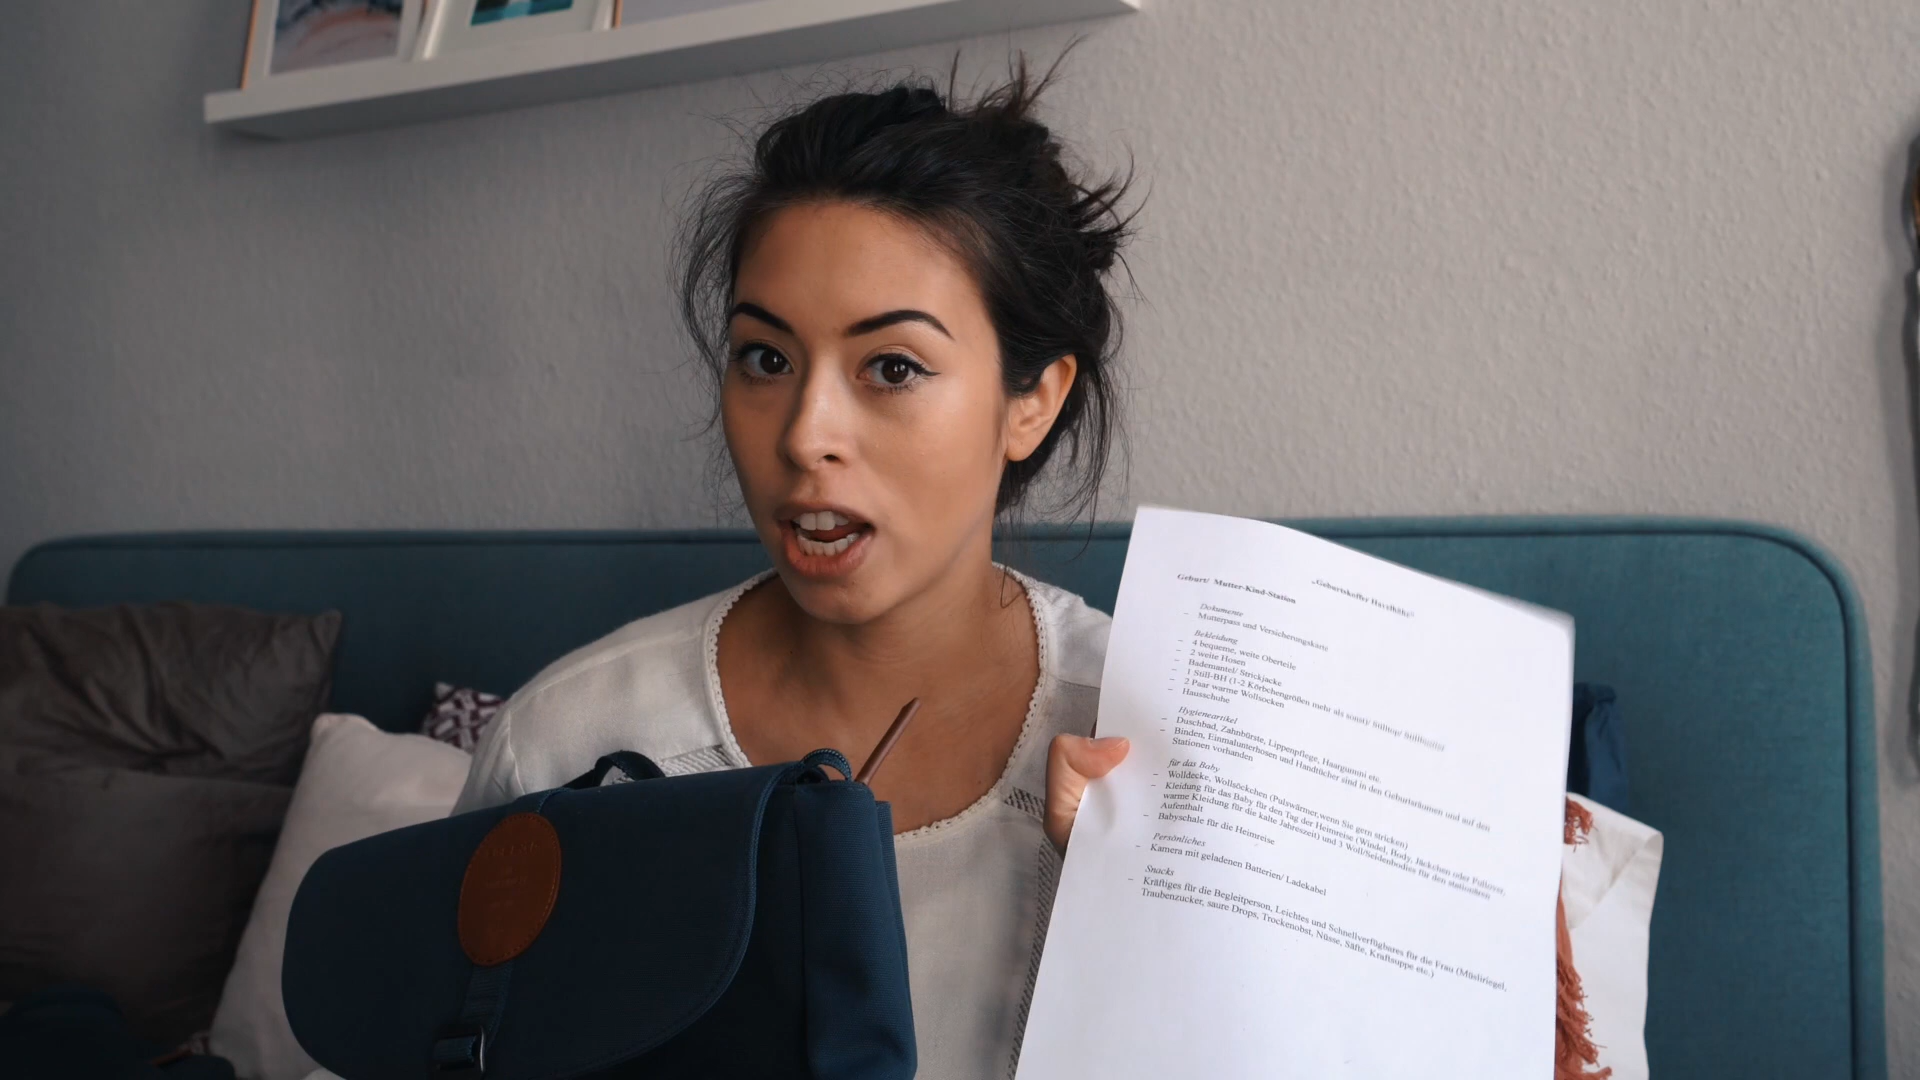 „Geburtskoffer Havelhöhe“
Geburt/ Mutter-Kind-Station
Dokumente
– Mutterpass und Versicherungskarte
Bekleidung
– 4 bequeme, weite Oberteile
– 2 weite Hosen
– Bademantel/ Strickjacke
– 1 Still-BH (1-2 Körbchengrößen mehr als sonst)/ Stilltop/
– 2 Paar warme Wollsocken
– Hausschuhe
Hygieneartikel
– Duschbad, Zahnbürste, Lippenpflege, Haargummi etc.
– Binden, Einmalunterhosen und Handtücher sind in den Geburtsräumen und auf den
Stationen vorhanden
für das Baby
– Wolldecke, Wollsöckchen (Pulswärmer,wenn Sie gern stricken)
– Kleidung für das Baby für den Tag der Heimreise (Windel, Body, Jäckchen oder Pullover,
warme Kleidung für die kalte Jahreszeit) und 3 Woll/Seidenbodies für den stationären
Aufenthalt
– Babyschale für die Heimreise
Persönliches
– Kamera mit geladenen Batterien/ Ladekabel
Snacks
– Kräftiges für die Begleitperson, Leichtes und Schnellverfügbares für die Frau (Müsliriegel,
Traubenzucker, saure Drops, Trockenobst, Nüsse, Säfte, Kraftsuppe etc.)